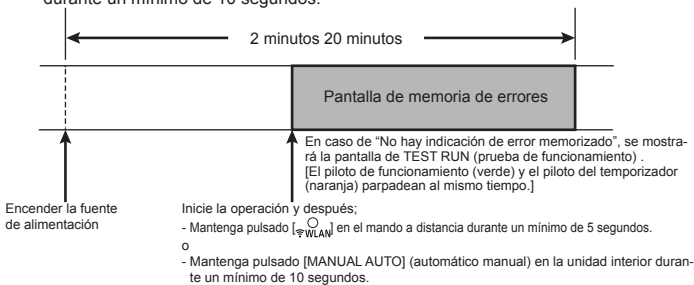 durante un mínimo de 10 segundos.
2 minutos 20 minutos
Pantalla de memoria de errores
En caso de “No hay indicación de error memorizado”, se mostra-
rá la pantalla de TEST RUN (prueba de funcionamiento) .
[El piloto de funcionamiento (verde) y el piloto del temporizador
(naranja) parpadean al mismo tiempo.]
Encender la fuente
de alimentación
Inicie la operación y después;
- Mantenga pulsado [WLAN] en el mando a distancia durante un mínimo de 5 segundos.
o
- Mantenga pulsado [MANUAL AUTO] (automático manual) en la unidad interior duran-
te un mínimo de 10 segundos.